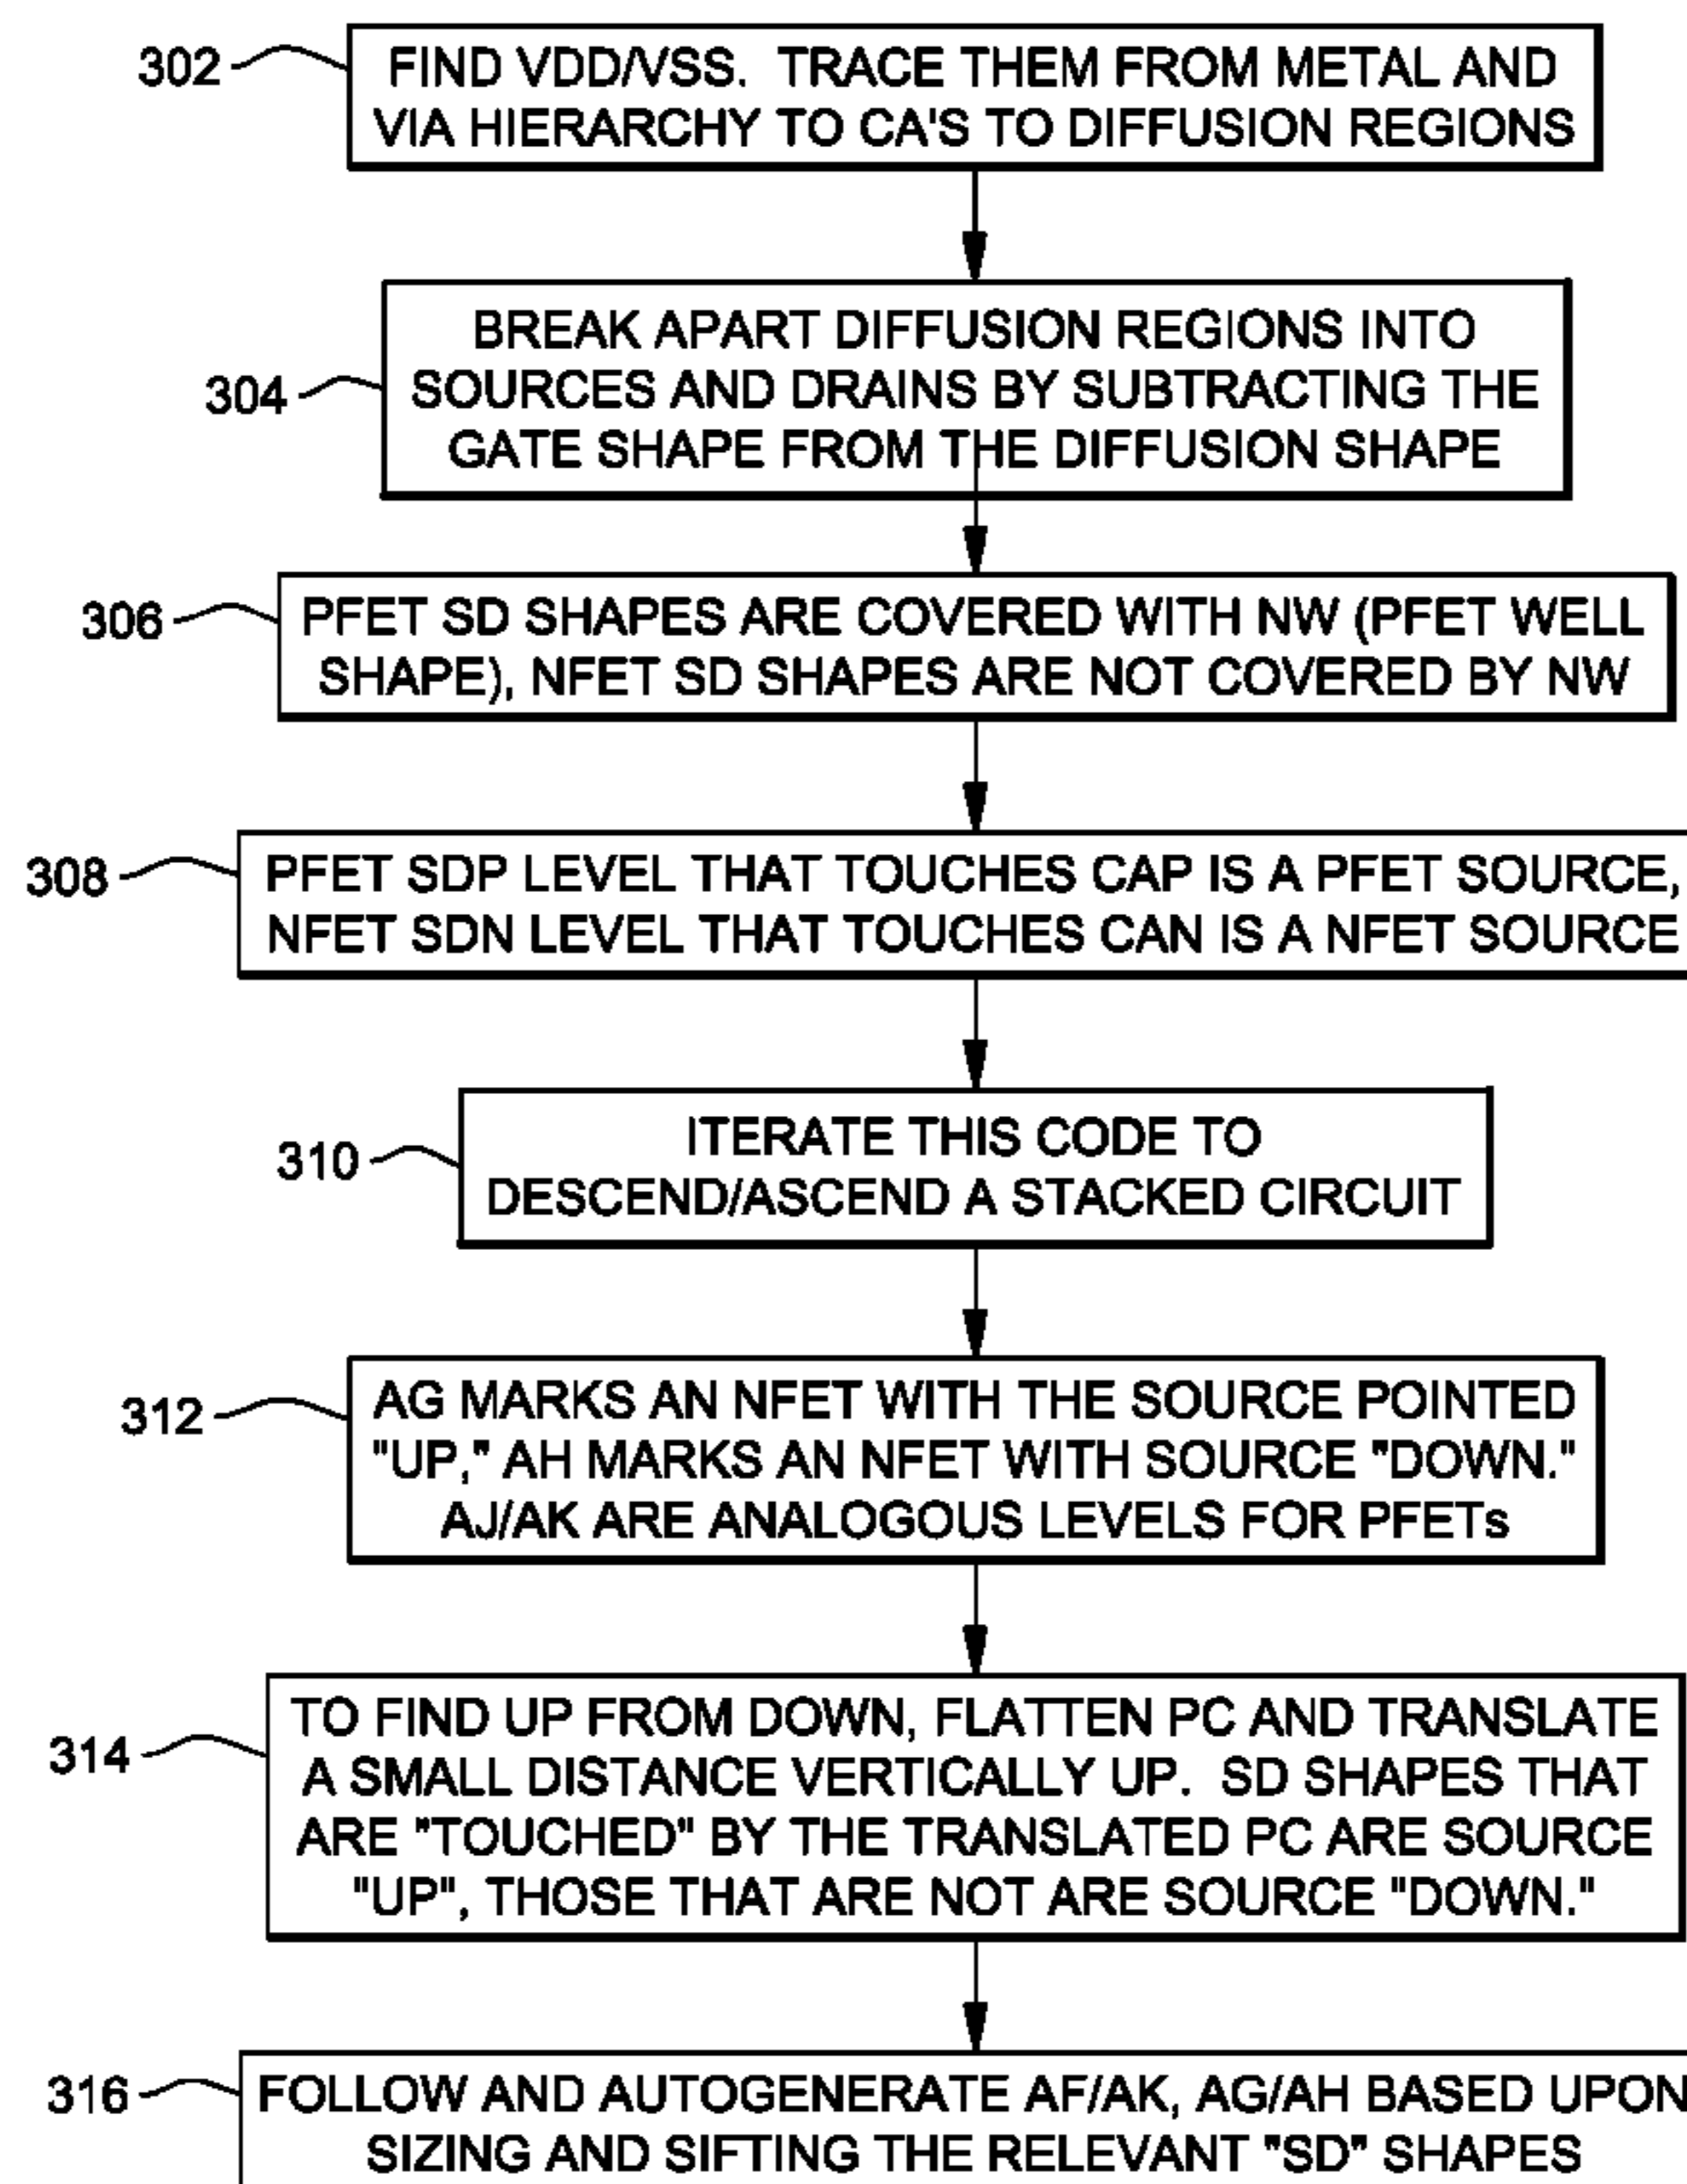 302
FIND VDD/VSS. TRACE THEM FROM METAL AND
VIA HIERARCHY TO CA'S TO DIFFUSION REGIONS
304
BREAK APART DIFFUSION REGIONS INTO
SOURCES AND DRAINS BY SUBTRACTING THE
GATE SHAPE FROM THE DIFFUSION SHAPE
306
PFET SD SHAPES ARE COVERED WITH NW (PFET WELL
SHAPE), NFET SD SHAPES ARE NOT COVERED BY NW
308
PFET SDP LEVEL THAT TOUCHES CAP IS A PFET SOURCE,
NFET SDN LEVEL THAT TOUCHES CAN IS A NFET SOURCE
310
ITERATE THIS CODE TO
DESCEND/ASCEND A STACKED CIRCUIT
312
AG MARKS AN NFET WITH THE SOURCE POINTED
"UP," AH MARKS AN NFET WITH SOURCE "DOWN."
AJ/AK ARE ANALOGOUS LEVELS FOR PFETs
314
TO FIND UP FROM DOWN, FLATTEN PC AND TRANSLATE
A SMALL DISTANCE VERTICALLY UP. SD SHAPES THAT
ARE "TOUCHED" BY THE TRANSLATED PC ARE SOURCE
"UP", THOSE THAT ARE NOT ARE SOURCE "DOWN."
316
FOLLOW AND AUTOGENERATE AF/AK, AG/AH BASED UPON
SIZING AND SIFTING THE RELEVANT "SD" SHAPES